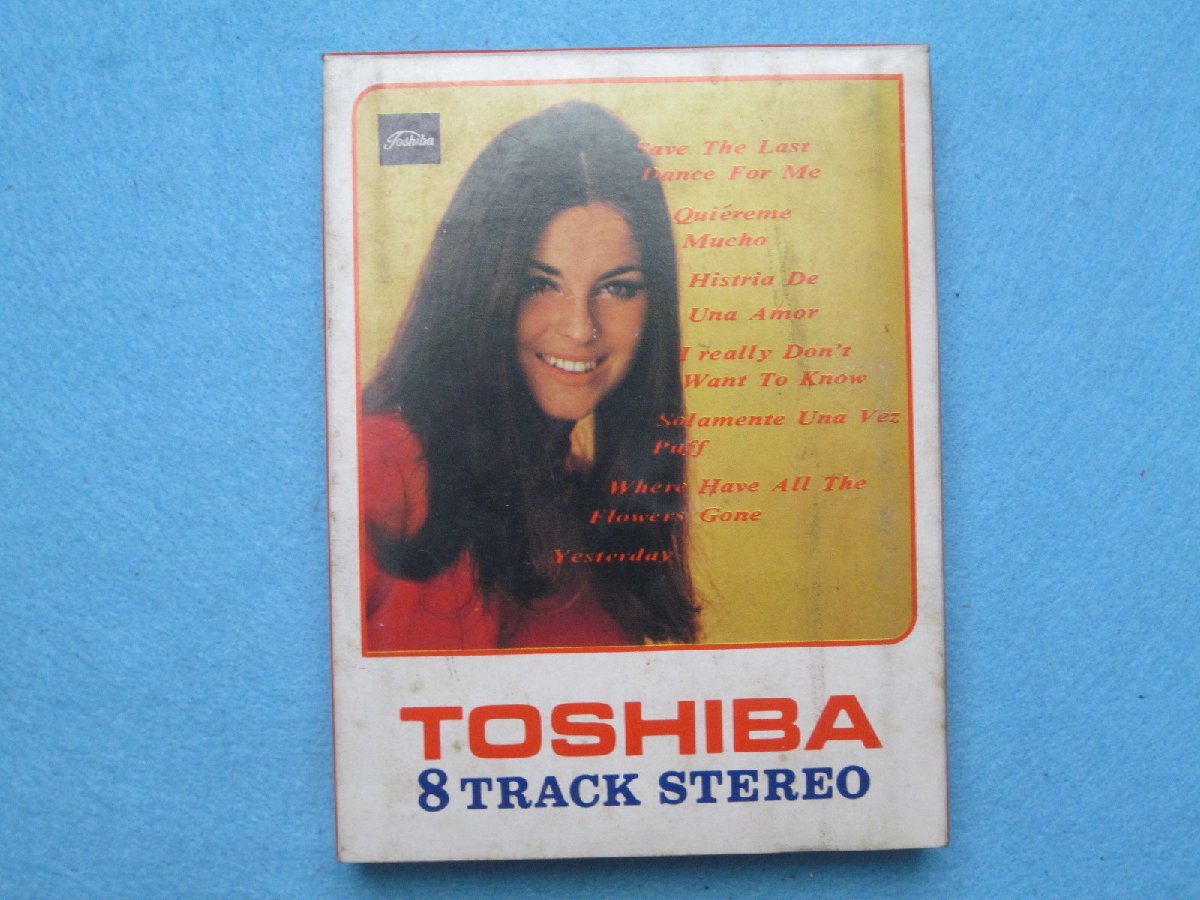 Toshiba
Save The Last
Dance For Me
Quiéreme
Mucho
Histria De
Una Amor
I really Don't
Want To Know
Solamente Una Vez
Puff
Where Have All The
Flowers Gone
Yesterday
TOSHIBA
8 TRACK STEREO